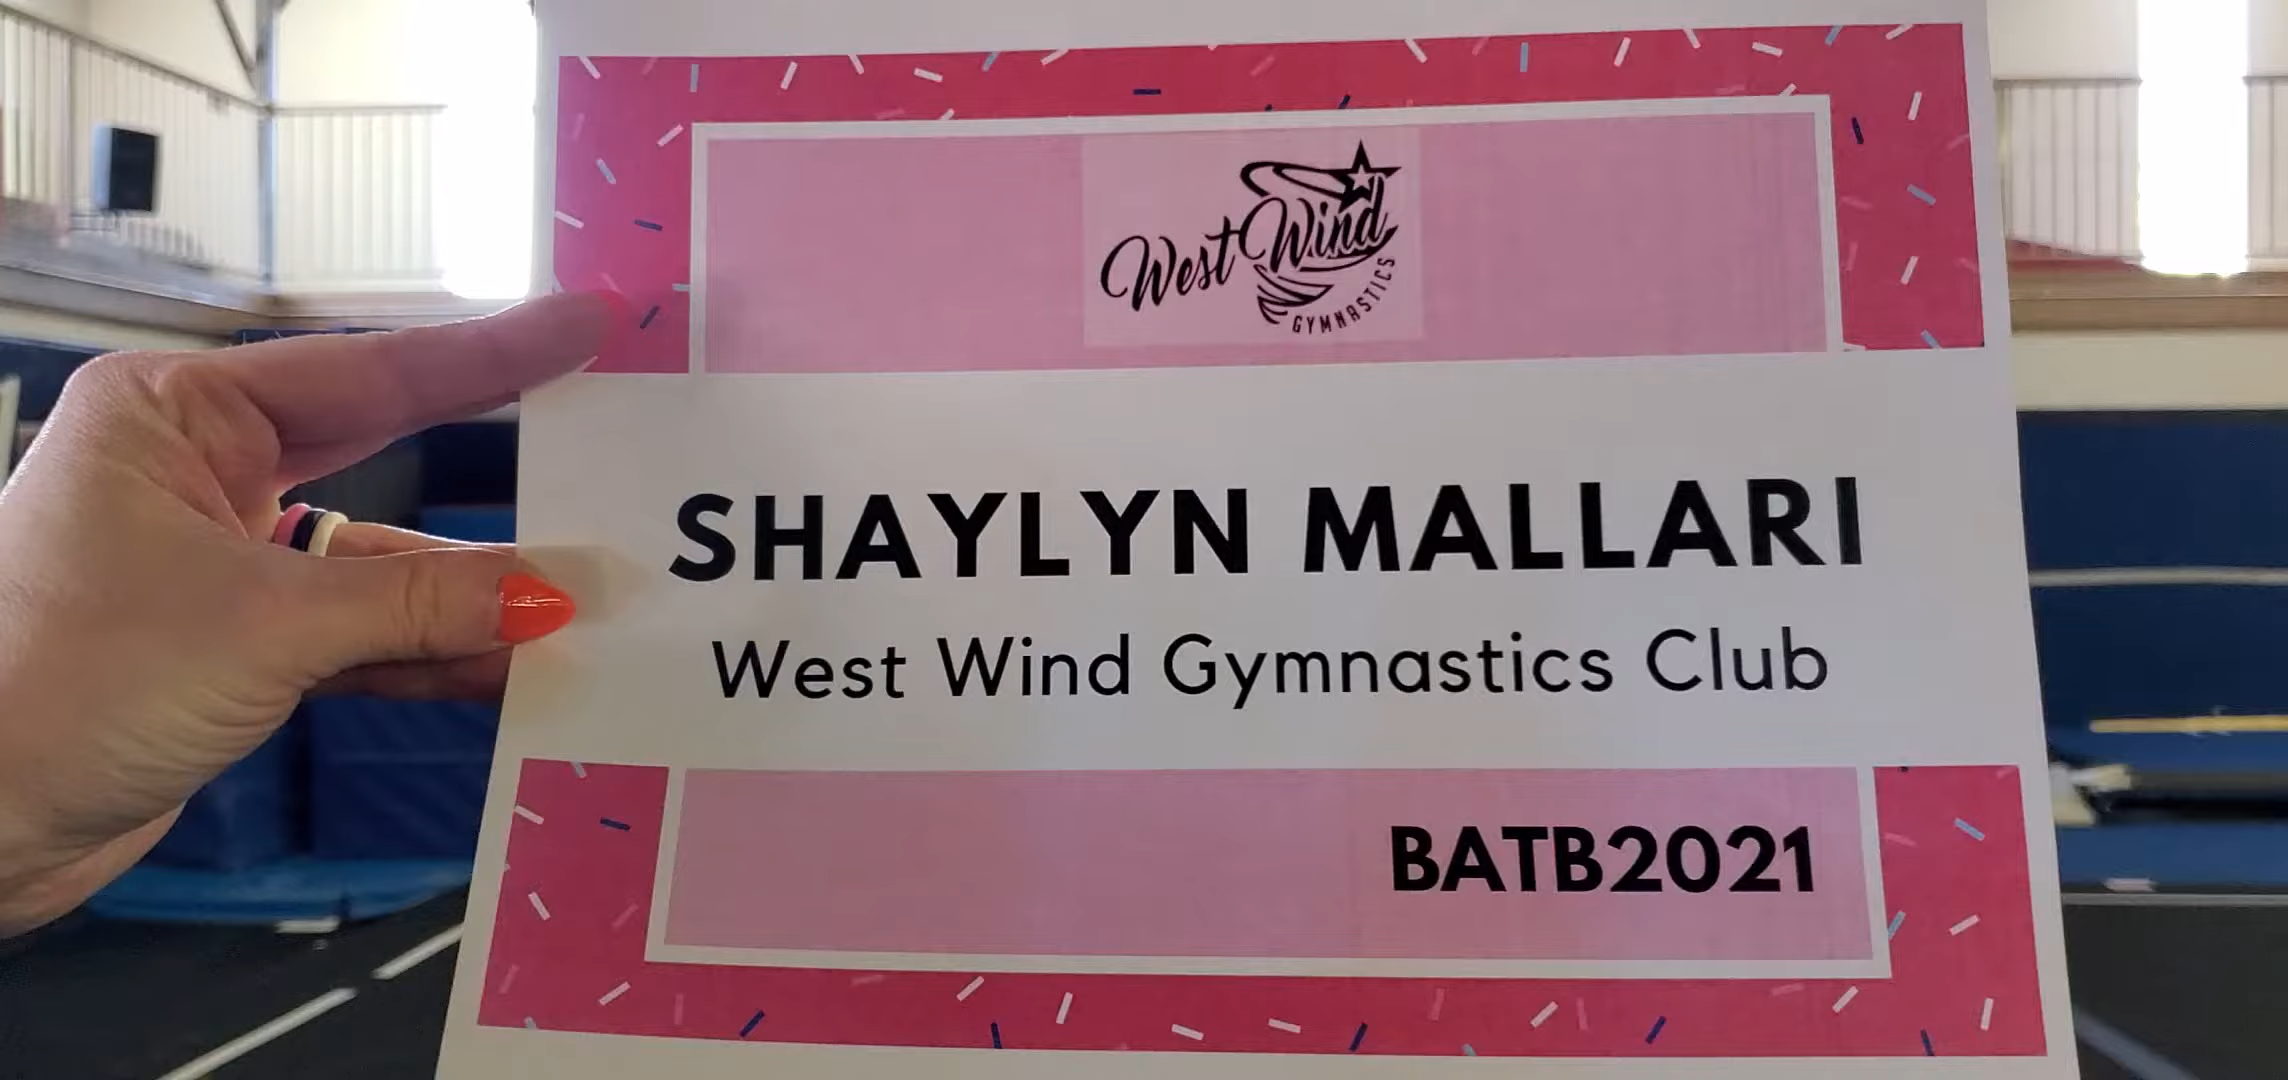 West Wind
GYMNASTICS
SHAYLYN MALLARI
West Wind Gymnastics Club
BATB2021